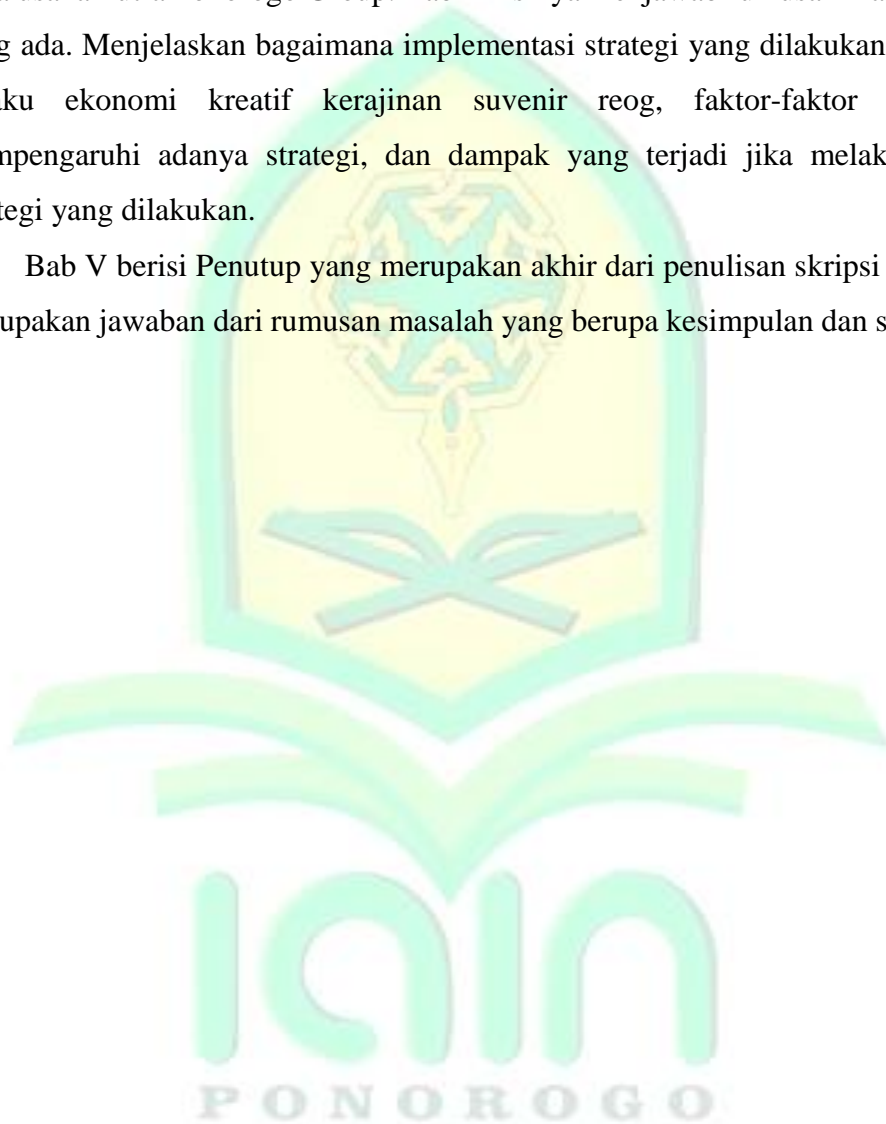 g ada. Menjelaskan bagaimana implementasi strategi yang dilakukan
aku ekonomi kreatif kerajinan suvenir reog, faktor-faktor
mpengaruhi adanya strategi, dan dampak yang terjadi jika melak
tegi yang dilakukan.
Bab V berisi Penutup yang merupakan akhir dari penulisan skripsi
upakan jawaban dari rumusan masalah yang berupa kesimpulan dan s
iain
PONOROGO